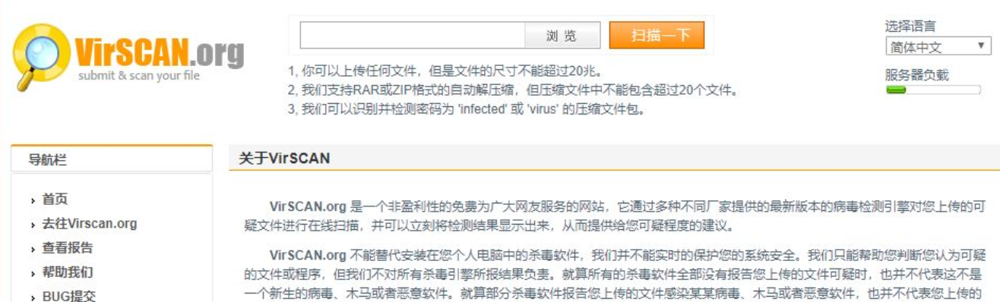 VirSCAN.org
submit & scan your file
浏 览
扫描一下
1, 你可以上传任何文件，但是文件的尺寸不能超过20兆。
2, 我们支持RAR或ZIP格式的自动解压缩，但压缩文件中不能包含超过20个文件。
3, 我们可以识别并检测密码为 'infected' 或 'virus' 的压缩文件包。
选择语言
简体中文
服务器负载
导航栏
首页
去往Virscan.org
查看报告
帮助我们
BUG提交
关于VirSCAN
VirSCAN.org 是一个非盈利性的免费为广大网友服务的网站，它通过多种不同厂家提供的最新版本的病毒检测引擎对您上传的可
疑文件进行在线扫描，并可以立刻将检测结果显示出来，从而提供给您可疑程度的建议。
VirSCAN.org 不能替代安装在您个人电脑中的杀毒软件，我们并不能实时的保护您的系统安全。我们只能帮助您判断您认为可疑
的文件或程序，但我们不对所有杀毒引擎所报结果负责。就算所有的杀毒软件全部没有报告您上传的文件可疑时，也并不代表这不是
一个新生的病毒、木马或者恶意软件。就算部分杀毒软件报告您上传的文件感染某某病毒、木马或者恶意软件，也并不代表您上传的